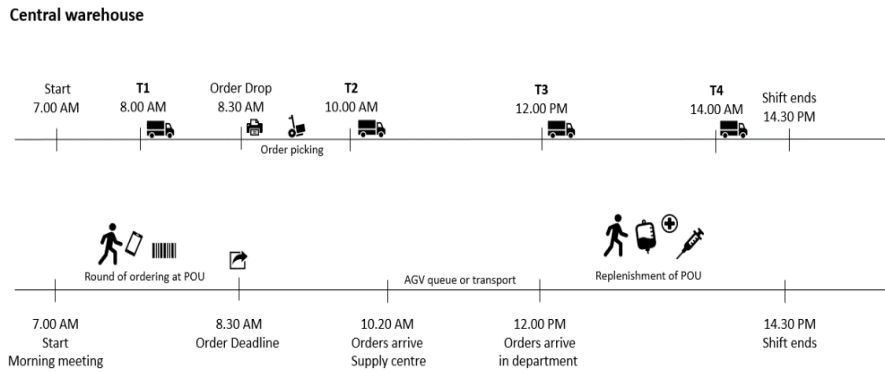 Central warehouse
Start
7.00 AM
T1
8.00 AM
Order Drop
8.30 AM
T2
10.00 AM
T3
12.00 PM
T4
14.00 AM
Shift ends
14.30 PM
Order picking
Round of ordering at POU
AGV queue or transport
Replenishment of POU
7.00 AM
Start
Morning meeting
8.30 AM
Order Deadline
10.20 AM
Orders arrive
Supply centre
12.00 PM
Orders arrive
in department
14.30 PM
Shift ends